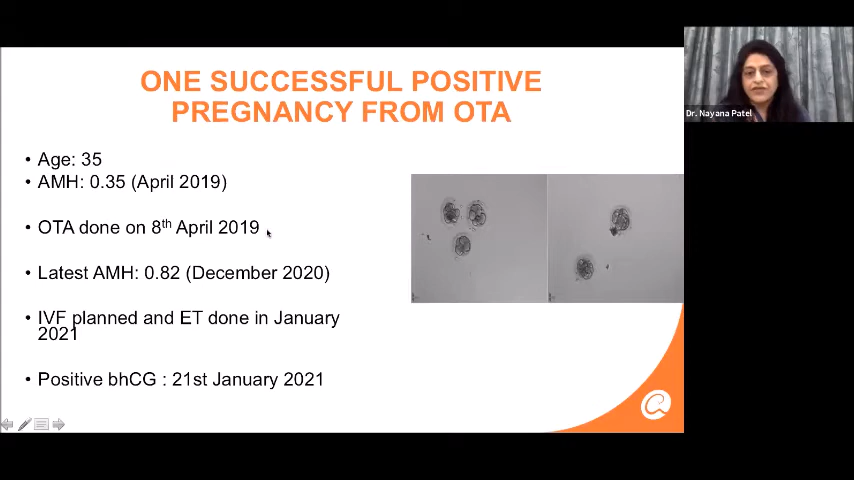 ONE SUCCESSFUL POSITIVE
PREGNANCY FROM OTA
• Age: 35
• AMH: 0.35 (April 2019)
• OTA done on 8th April 2019
• Latest AMH: 0.82 (December 2020)
• IVF planned and ET done in January
2021
• Positive bhCG : 21st January 2021
Dr. Nayana Patel